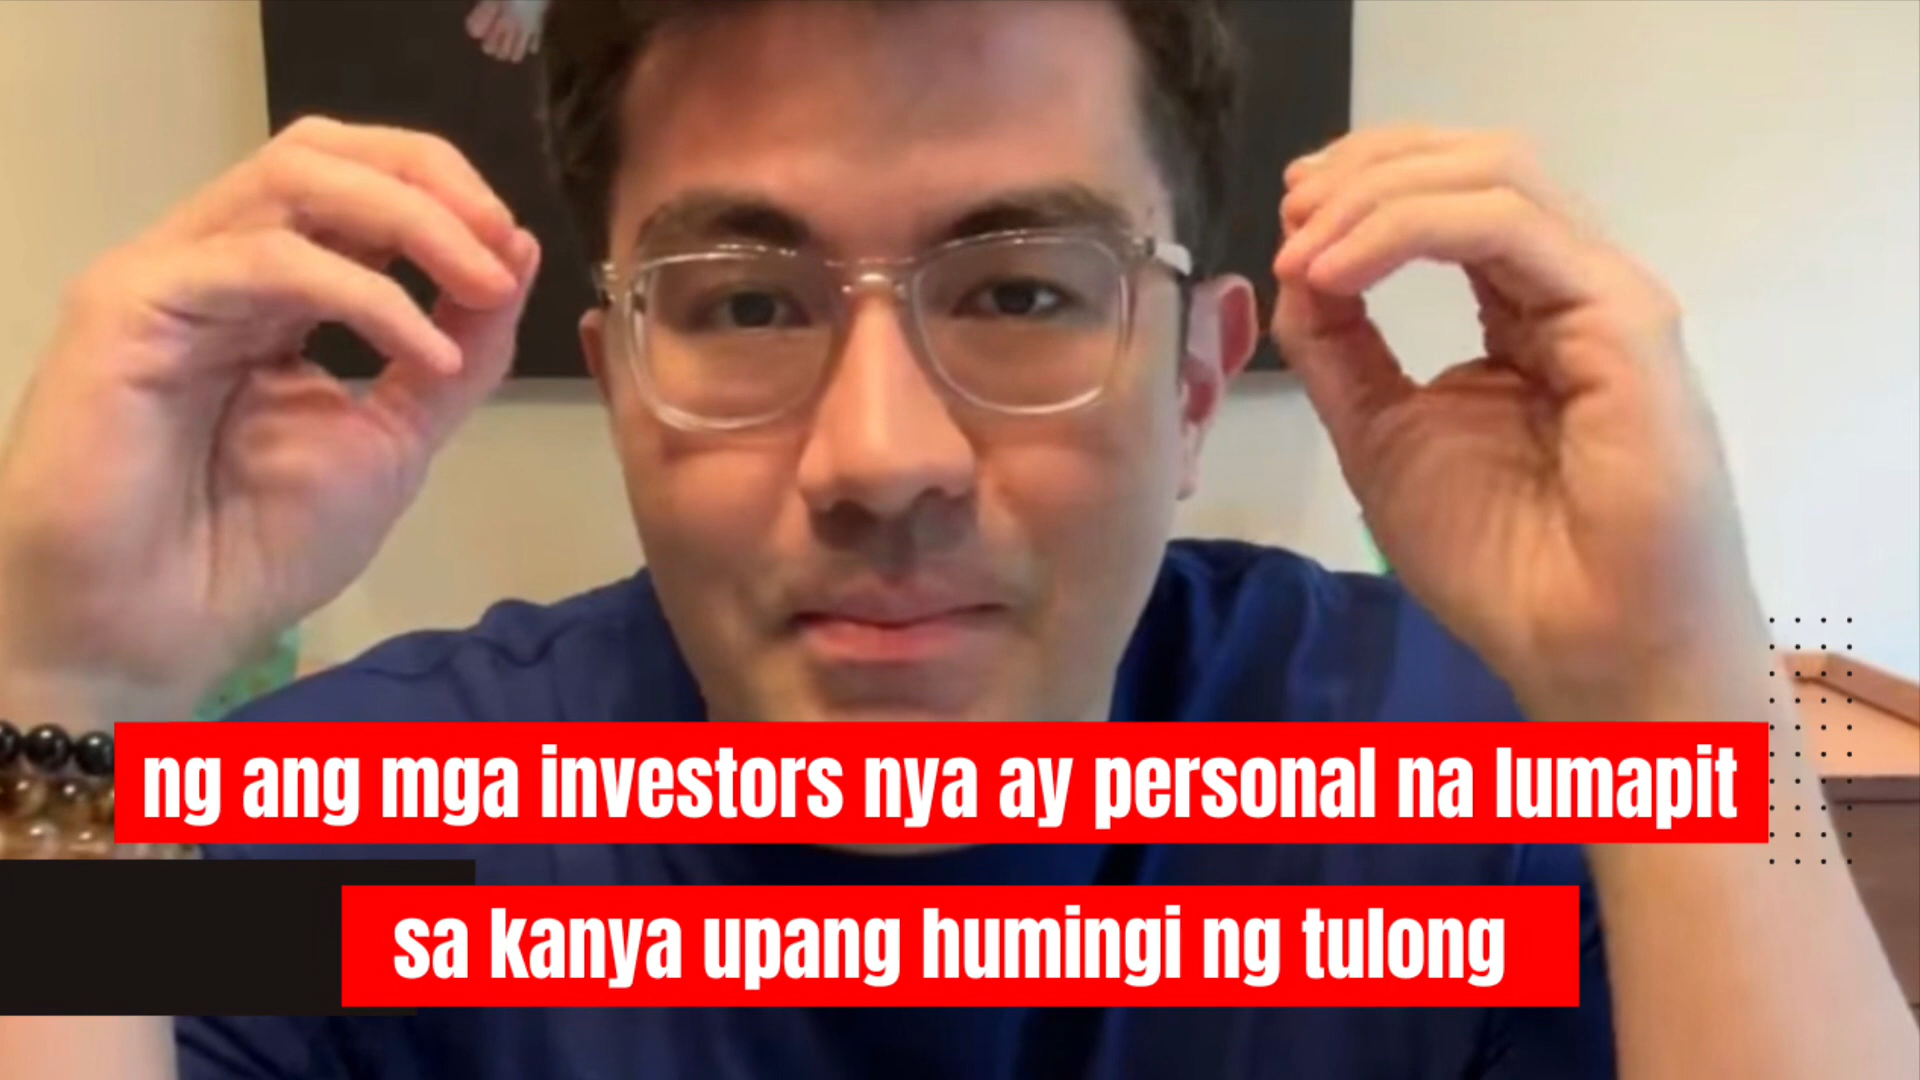 ng ang mga investors nya ay personal na lumapit
sa kanya upang humingi ng tulong